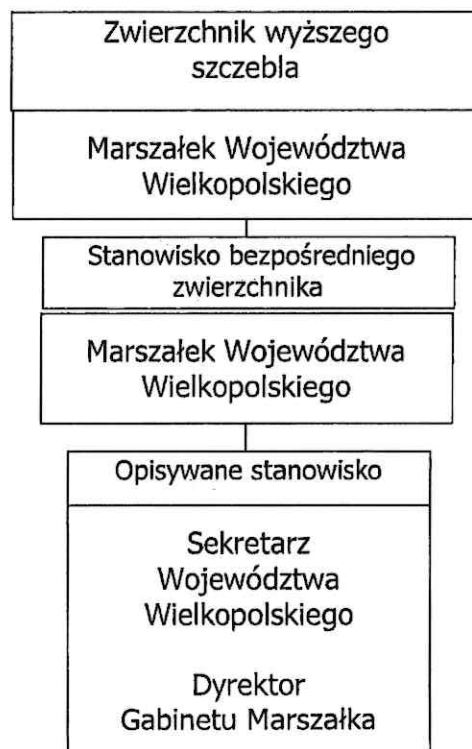 Zwierzchnik wyższego
szczebla
Marszałek Województwa
Wielkopolskiego
Stanowisko bezpośredniego
zwierzchnika
Marszałek Województwa
Wielkopolskiego
Opisywane stanowisko
Sekretarz
Województwa
Wielkopolskiego
Dyrektor
Gabinetu Marszałka